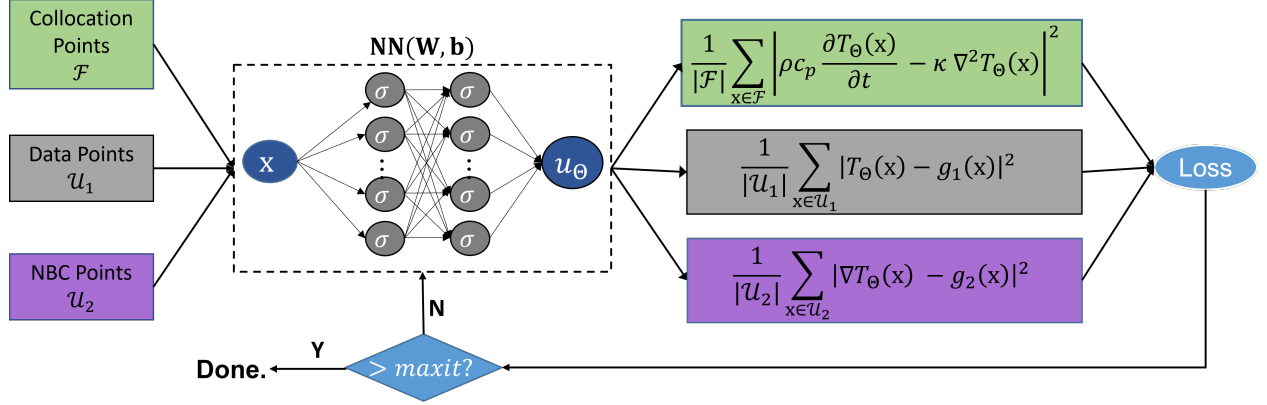 Collocation
Points
ℱ
Data Points
𝒰₁
NBC Points
𝒰₂
NN(W, b)
x
σ σ
σ σ
σ σ
σ σ
u_Θ
1/|ℱ| ∑_{x∈ℱ} |ρc_p ∂T_Θ(x)/∂t − κ ∇²T_Θ(x)|²
1/|𝒰₁| ∑_{x∈𝒰₁} |T_Θ(x) − g₁(x)|²
1/|𝒰₂| ∑_{x∈𝒰₂} |∇T_Θ(x) − g₂(x)|²
Loss
N
> maxit?
Y
Done.